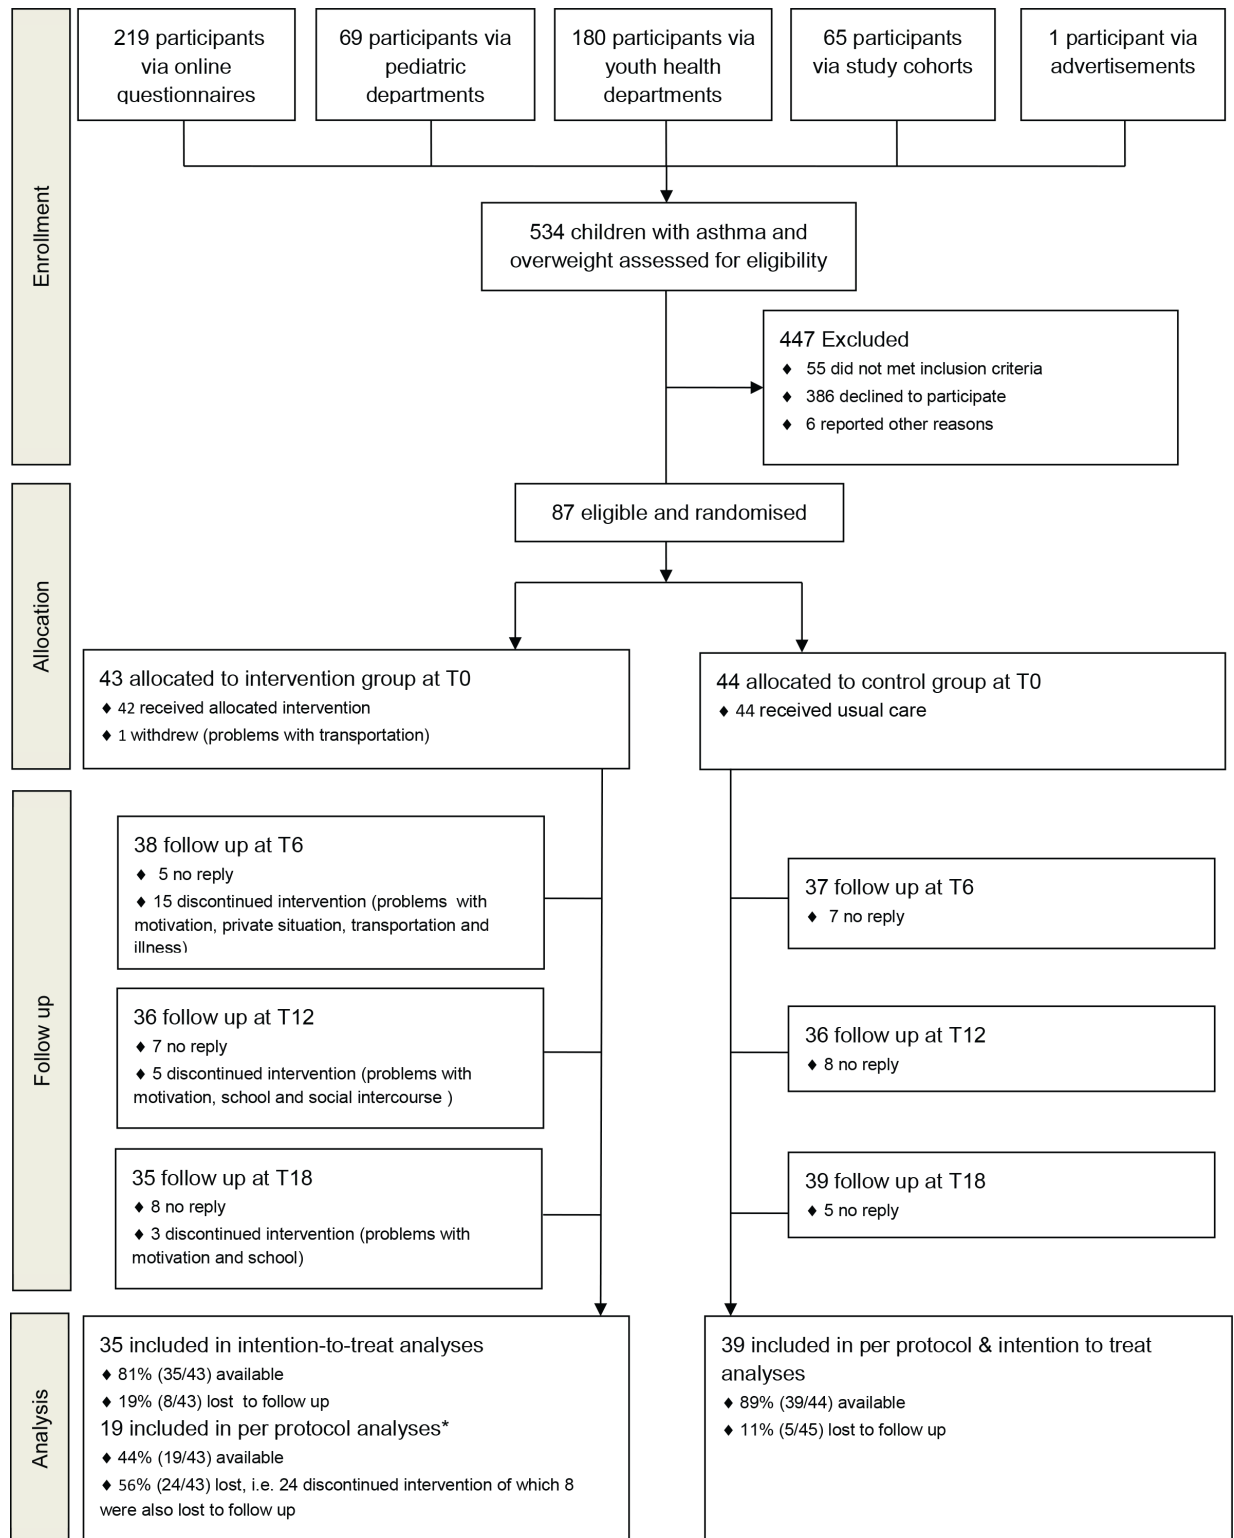 219 participants
via online
questionnaires
69 participants via
pediatric
departments
180 participants via
youth health
departments
65 participants
via study cohorts
1 participant via
advertisements
Enrollment
534 children with asthma and
overweight assessed for eligibility
447 Excluded
♦ 55 did not met inclusion criteria
♦ 386 declined to participate
♦ 6 reported other reasons
87 eligible and randomised
Allocation
43 allocated to intervention group at T0
♦ 42 received allocated intervention
♦ 1 withdrew (problems with transportation)
44 allocated to control group at T0
♦ 44 received usual care
Follow up
38 follow up at T6
♦ 5 no reply
♦ 15 discontinued intervention (problems with
motivation, private situation, transportation and
illness)
37 follow up at T6
♦ 7 no reply
36 follow up at T12
♦ 7 no reply
♦ 5 discontinued intervention (problems with
motivation, school and social intercourse )
36 follow up at T12
♦ 8 no reply
35 follow up at T18
♦ 8 no reply
♦ 3 discontinued intervention (problems with
motivation and school)
39 follow up at T18
♦ 5 no reply
Analysis
35 included in intention-to-treat analyses
♦ 81% (35/43) available
♦ 19% (8/43) lost to follow up
19 included in per protocol analyses*
♦ 44% (19/43) available
♦ 56% (24/43) lost, i.e. 24 discontinued intervention of which 8
were also lost to follow up
39 included in per protocol & intention to treat
analyses
♦ 89% (39/44) available
♦ 11% (5/45) lost to follow up